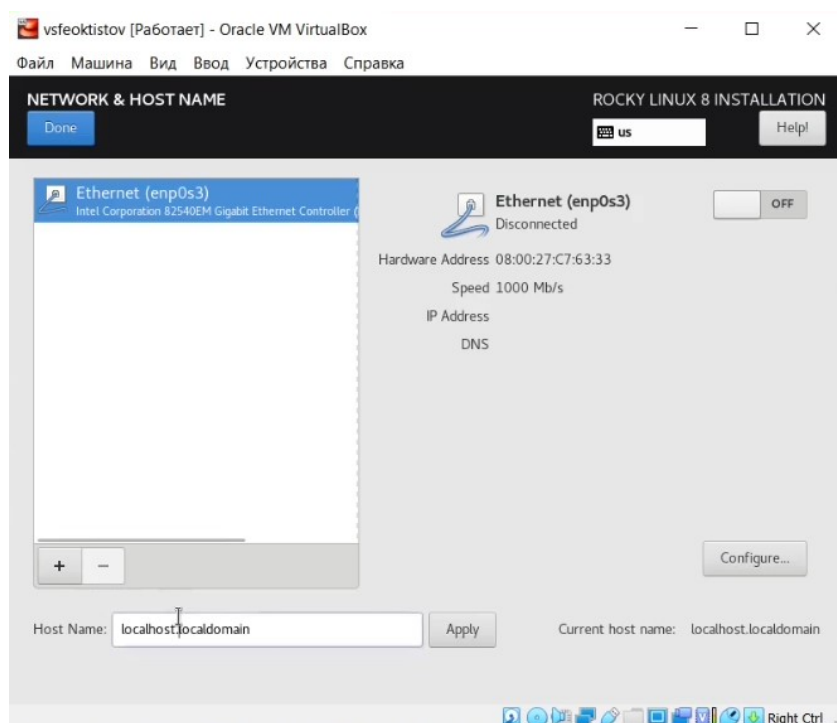 vsfeoktistov [Работает] - Oracle VM VirtualBox
Файл Машина Вид Ввод Устройства Справка
NETWORK & HOST NAME
ROCKY LINUX 8 INSTALLATION
Done
us
Help!
Ethernet (enp0s3)
Intel Corporation 82540EM Gigabit Ethernet Controller (
Ethernet (enp0s3)
Disconnected
OFF
Hardware Address 08:00:27:C7:63:33
Speed 1000 Mb/s
IP Address
DNS
+ −
Configure...
Host Name: localhost.localdomain
Apply
Current host name: localhost.localdomain
Right Ctrl